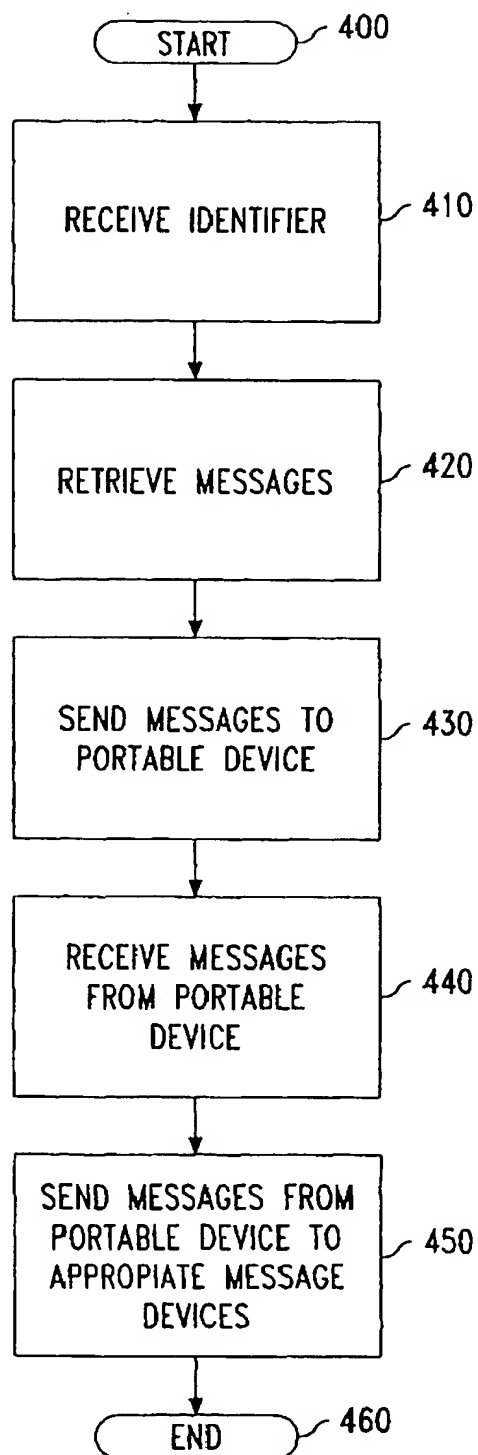 START 400
RECEIVE IDENTIFIER 410
RETRIEVE MESSAGES 420
SEND MESSAGES TO
PORTABLE DEVICE 430
RECEIVE MESSAGES
FROM PORTABLE
DEVICE 440
SEND MESSAGES FROM
PORTABLE DEVICE TO
APPROPIATE MESSAGE
DEVICES 450
END 460